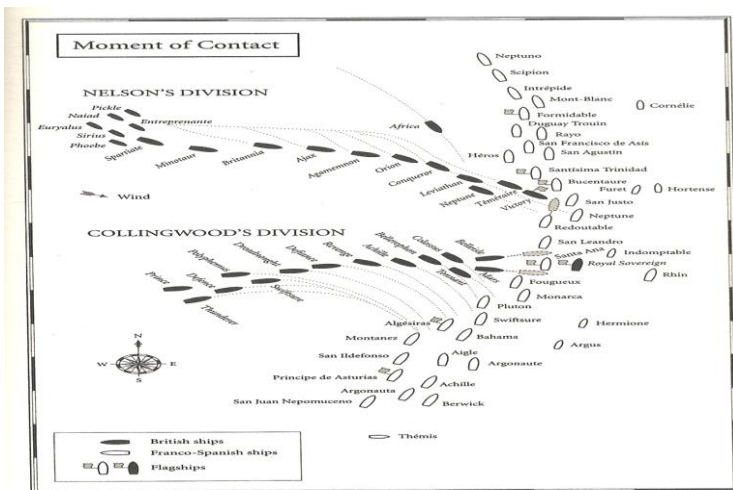 Moment of Contact
NELSON'S DIVISION
Pickle
Naiad
Entreprenante
Euryalus
Sirius
Phoebe
Spartiate
Minotaur
Britannia
Ajax
Agamemnon
Orion
Conqueror
Leviathan
Neptune
Téméraire
Victory
Africa
Wind
Neptuno
Scipion
Intrépide
Mont-Blanc
Cornélie
Formidable
Duguay Trouin
Rayo
San Francisco de Asis
Héros
San Agustin
Santísima Trinidad
Bucentaure
Furet
Hortense
San Justo
Neptune
Redoutable
COLLINGWOOD'S DIVISION
San Leandro
Santa Ana
Indomptable
Royal Sovereign
Rhin
Fougueux
Monarca
Pluton
Belleisle
Mars
Colossus
Tonnant
Bellerophon
Achille
Revenge
Defiance
Dreadnought
Polyphemus
Swiftsure
Defence
Prince
Thunderer
Algésiras
Swiftsure
Hermione
Montanez
Bahama
Argus
San Ildefonso
Aigle
Argonaute
Principe de Asturias
Achille
Argonauta
San Juan Nepomuceno
Berwick
Thémis
N
W E
S
British ships
Franco-Spanish ships
Flagships